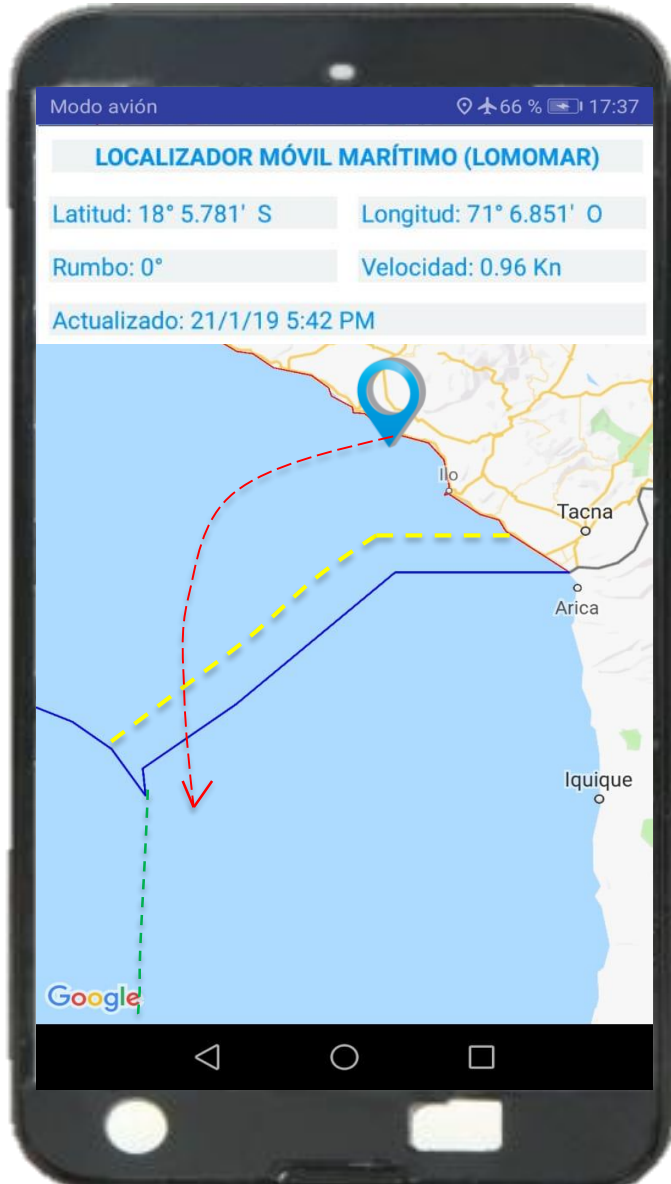 Modo avión 66 % 17:37
LOCALIZADOR MÓVIL MARÍTIMO (LOMOMAR)
Latitud: 18° 5.781' S Longitud: 71° 6.851' O
Rumbo: 0° Velocidad: 0.96 Kn
Actualizado: 21/1/19 5:42 PM
Ilo
Tacna
Arica
Iquique
Google